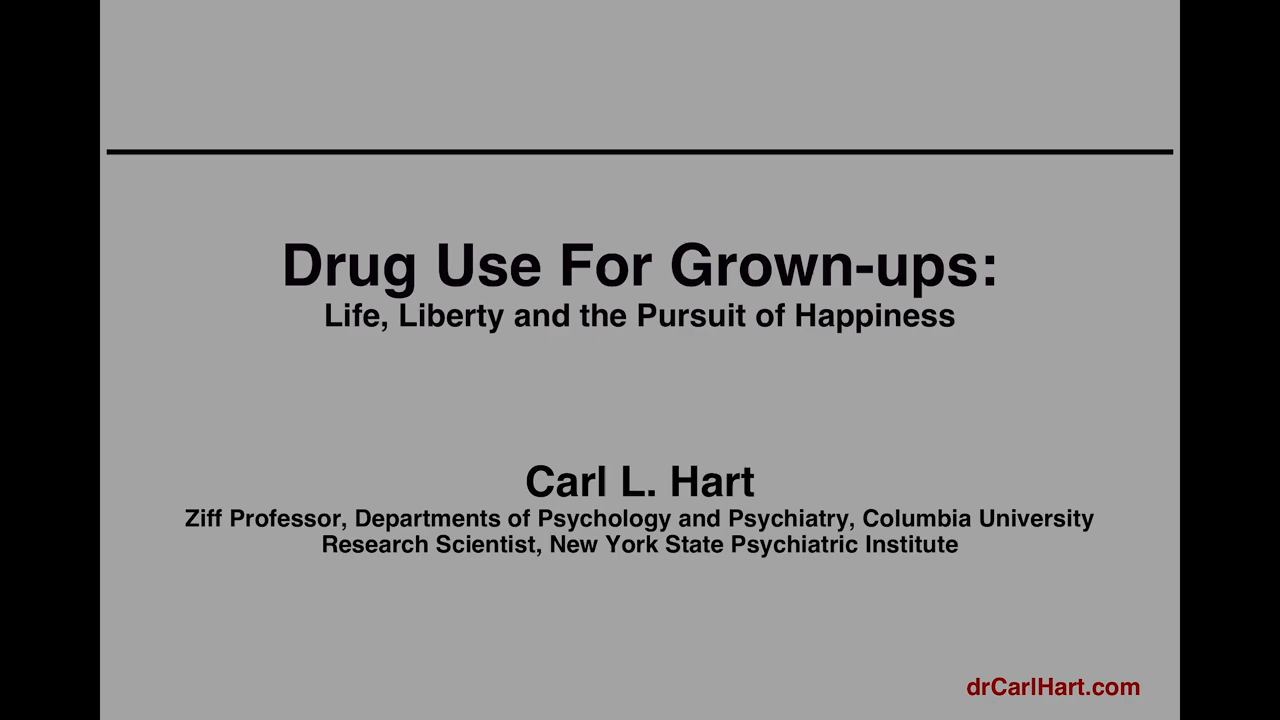 Drug Use For Grown-ups:
Life, Liberty and the Pursuit of Happiness
Carl L. Hart
Ziff Professor, Departments of Psychology and Psychiatry, Columbia University
Research Scientist, New York State Psychiatric Institute
drCarlHart.com